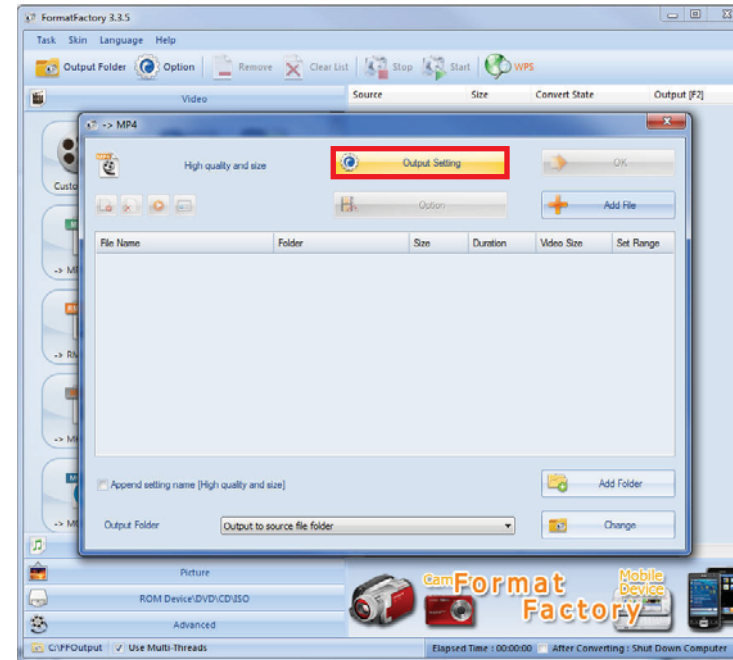 FormatFactory 3.3.5
Task Skin Language Help
Output Folder Option Remove Clear List Stop Start WPS
Video Source Size Convert State Output [F2]
-> MP4
High quality and size Output Setting OK
Option Add File
File Name Folder Size Duration Video Size Set Range
Append setting name [High quality and size] Add Folder
Output Folder Output to source file folder Change
Picture
ROM Device\DVD\CD\ISO
Advanced
Cam Format Factory
Mobile Device
C:\FFOutput Use Multi-Threads Elapsed Time : 00:00:00 After Converting : Shut Down Computer